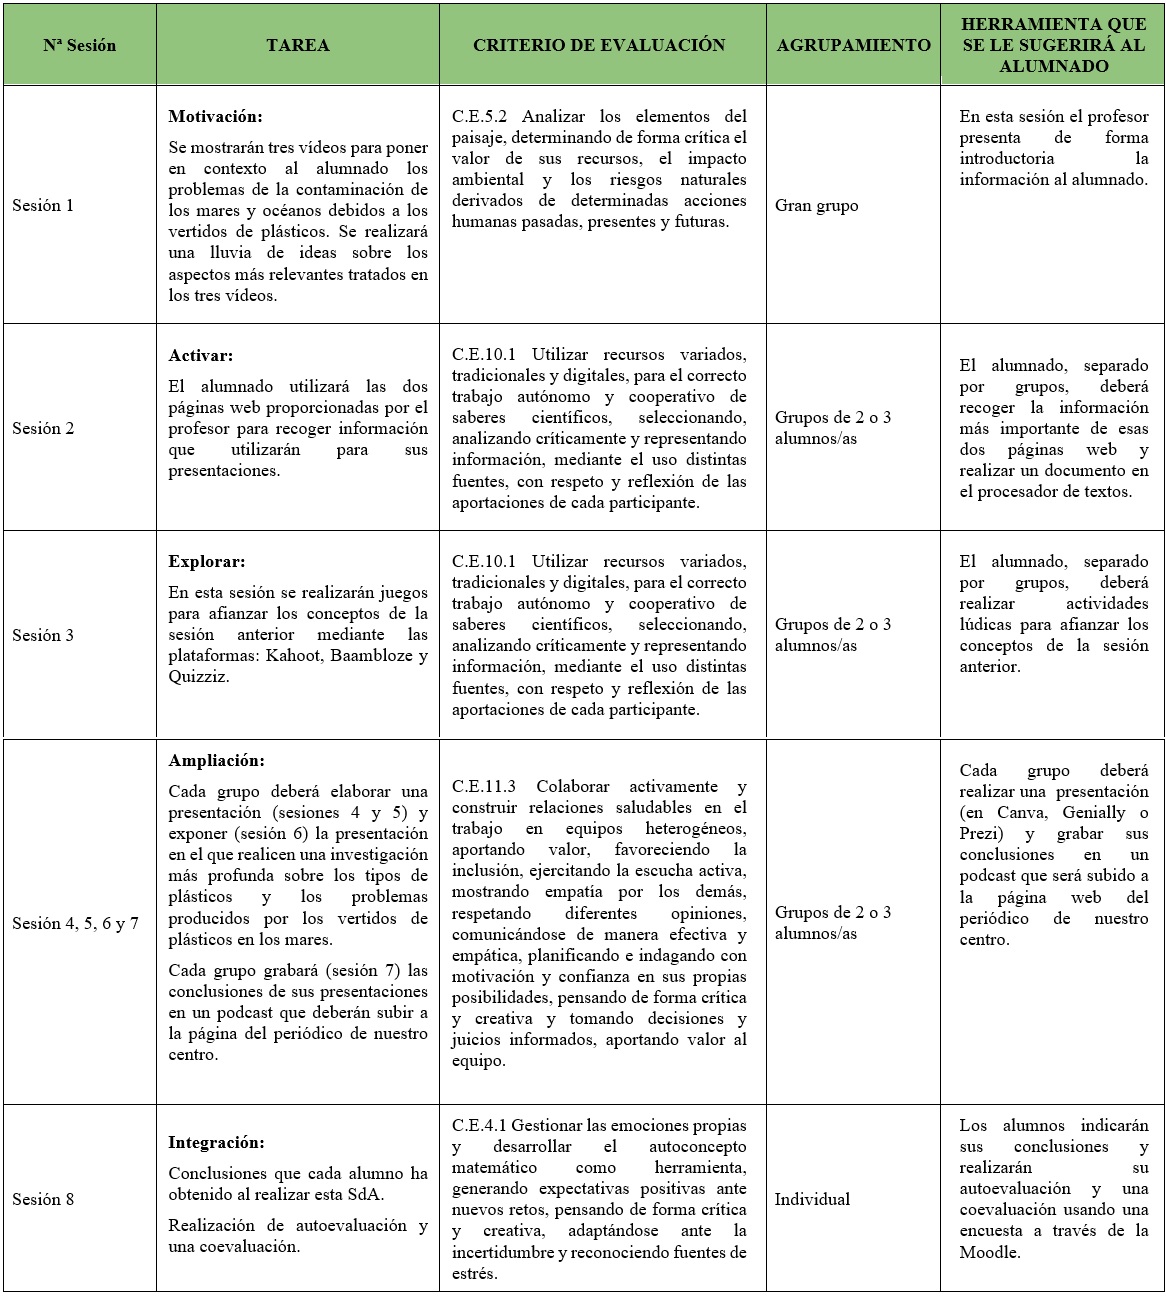 Nª Sesión
TAREA
CRITERIO DE EVALUACIÓN
AGRUPAMIENTO
HERRAMIENTA QUE
SE LE SUGERIRÁ AL
ALUMNADO
Sesión 1
Motivación:
Se mostrarán tres vídeos para poner
en contexto al alumnado los
problemas de la contaminación de
los mares y océanos debidos a los
vertidos de plásticos. Se realizará
una lluvia de ideas sobre los
aspectos más relevantes tratados en
los tres vídeos.
C.E.5.2 Analizar los elementos del
paisaje, determinando de forma crítica el
valor de sus recursos, el impacto
ambiental y los riesgos naturales
derivados de determinadas acciones
humanas pasadas, presentes y futuras.
Gran grupo
En esta sesión el profesor
presenta de forma
introductoria la
información al alumnado.
Sesión 2
Activar:
El alumnado utilizará las dos
páginas web proporcionadas por el
profesor para recoger información
que utilizarán para sus
presentaciones.
C.E.10.1 Utilizar recursos variados,
tradicionales y digitales, para el correcto
trabajo autónomo y cooperativo de
saberes científicos, seleccionando,
analizando críticamente y representando
información, mediante el uso distintas
fuentes, con respeto y reflexión de las
aportaciones de cada participante.
Grupos de 2 o 3
alumnos/as
El alumnado, separado
por grupos, deberá
recoger la información
más importante de esas
dos páginas web y
realizar un documento en
el procesador de textos.
Sesión 3
Explorar:
En esta sesión se realizarán juegos
para afianzar los conceptos de la
sesión anterior mediante las
plataformas: Kahoot, Baambloze y
Quizziz.
C.E.10.1 Utilizar recursos variados,
tradicionales y digitales, para el correcto
trabajo autónomo y cooperativo de
saberes científicos, seleccionando,
analizando críticamente y representando
información, mediante el uso distintas
fuentes, con respeto y reflexión de las
aportaciones de cada participante.
Grupos de 2 o 3
alumnos/as
El alumnado, separado
por grupos, deberá
realizar actividades
lúdicas para afianzar los
conceptos de la sesión
anterior.
Sesión 4, 5, 6 y 7
Ampliación:
Cada grupo deberá elaborar una
presentación (sesiones 4 y 5) y
exponer (sesión 6) la presentación
en el que realicen una investigación
más profunda sobre los tipos de
plásticos y los problemas
producidos por los vertidos de
plásticos en los mares.
Cada grupo grabará (sesión 7) las
conclusiones de sus presentaciones
en un podcast que deberán subir a
la página del periódico de nuestro
centro.
C.E.11.3 Colaborar activamente y
construir relaciones saludables en el
trabajo en equipos heterogéneos,
aportando valor, favoreciendo la
inclusión, ejercitando la escucha activa,
mostrando empatía por los demás,
respetando diferentes opiniones,
comunicándose de manera efectiva y
empática, planificando e indagando con
motivación y confianza en sus propias
posibilidades, pensando de forma crítica
y creativa y tomando decisiones y
juicios informados, aportando valor al
equipo.
Grupos de 2 o 3
alumnos/as
Cada grupo deberá
realizar una presentación
(en Canva, Genially o
Prezi) y grabar sus
conclusiones en un
podcast que será subido a
la página web del
periódico de nuestro
centro.
Sesión 8
Integración:
Conclusiones que cada alumno ha
obtenido al realizar esta SdA.
Realización de autoevaluación y
una coevaluación.
C.E.4.1 Gestionar las emociones propias
y desarrollar el autoconcepto
matemático como herramienta,
generando expectativas positivas ante
nuevos retos, pensando de forma crítica
y creativa, adaptándose ante la
incertidumbre y reconociendo fuentes de
estrés.
Individual
Los alumnos indicarán
sus conclusiones y
realizarán su
autoevaluación y una
coevaluación usando una
encuesta a través de la
Moodle.